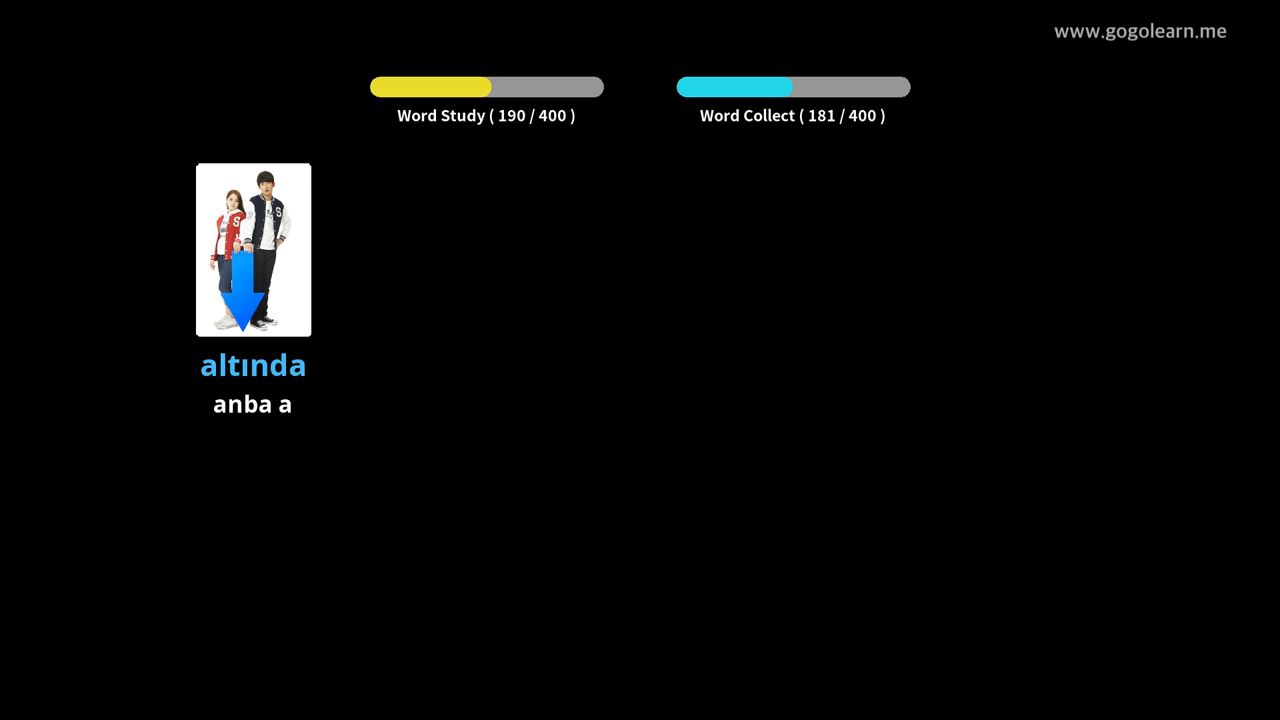 www.gogolearn.me
Word Study ( 190 / 400 )
Word Collect ( 181 / 400 )
S
S
altında
anba a